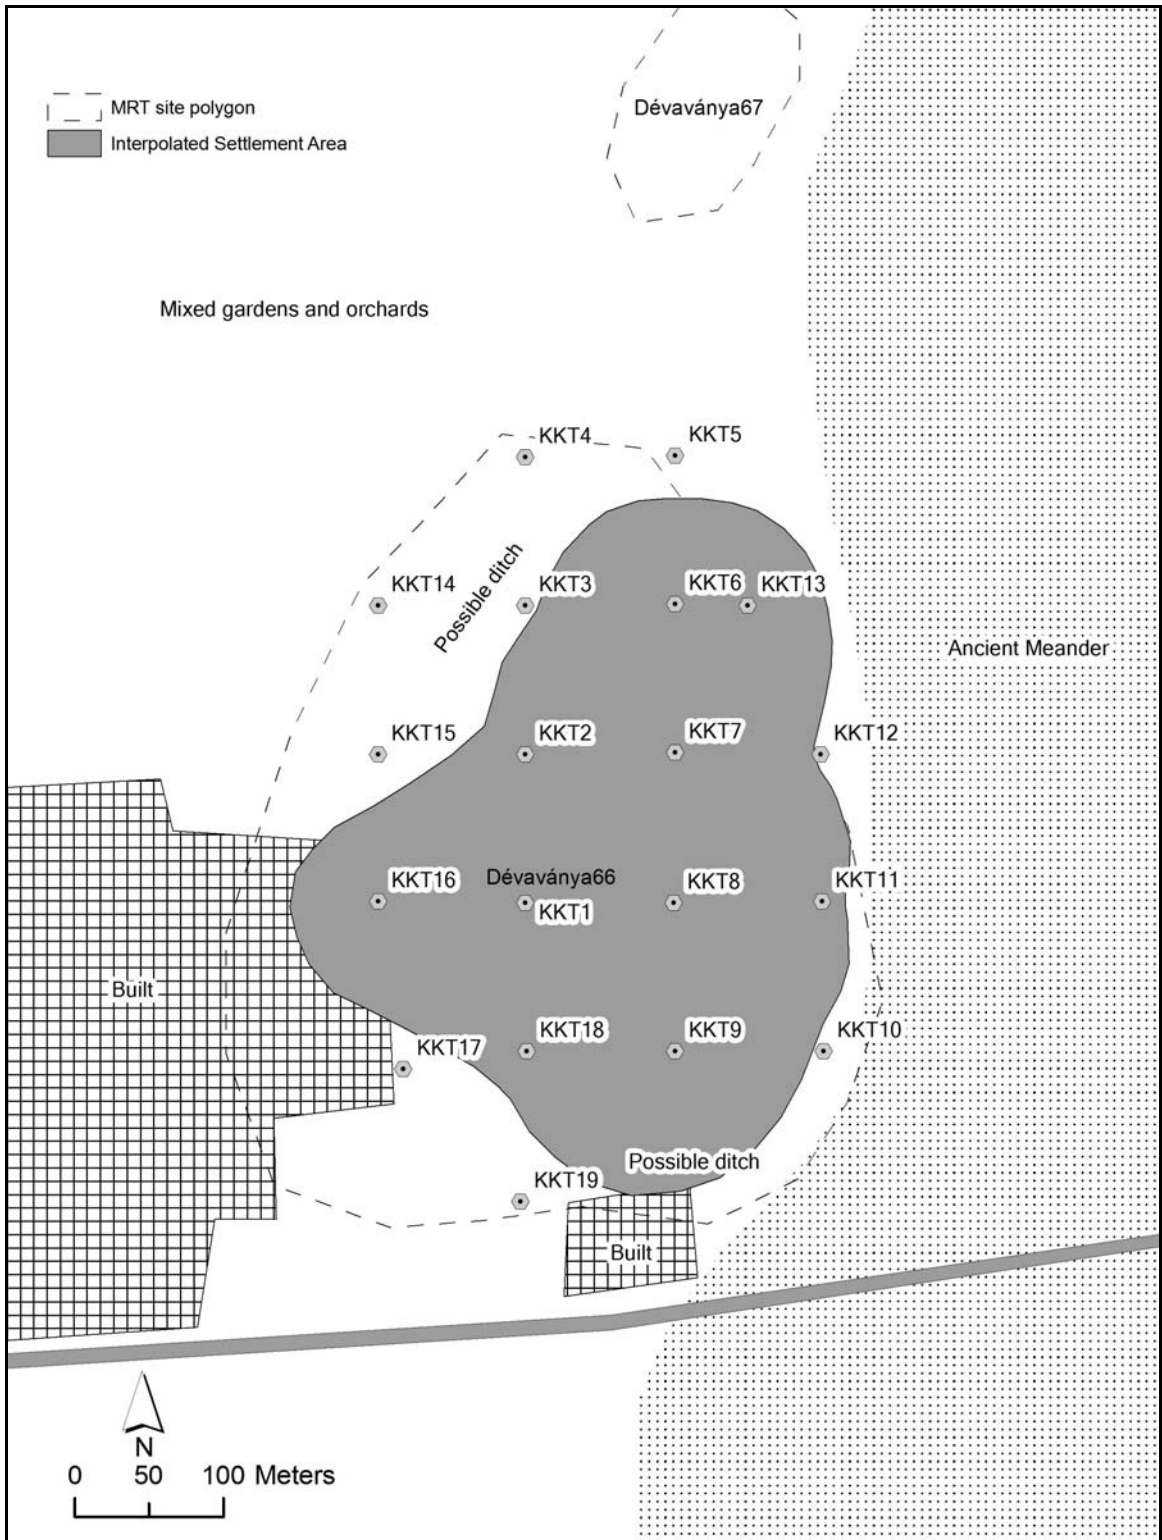 Dévaványa67
MRT site polygon
Interpolated Settlement Area
Mixed gardens and orchards
KKT4
KKT5
Possible ditch
KKT14
KKT3
KKT6
KKT13
Ancient Meander
KKT15
KKT2
KKT7
KKT12
KKT16
Dévaványa66
KKT1
KKT8
KKT11
Built
KKT17
KKT18
KKT9
KKT10
Possible ditch
KKT19
Built
N
0 50 100 Meters